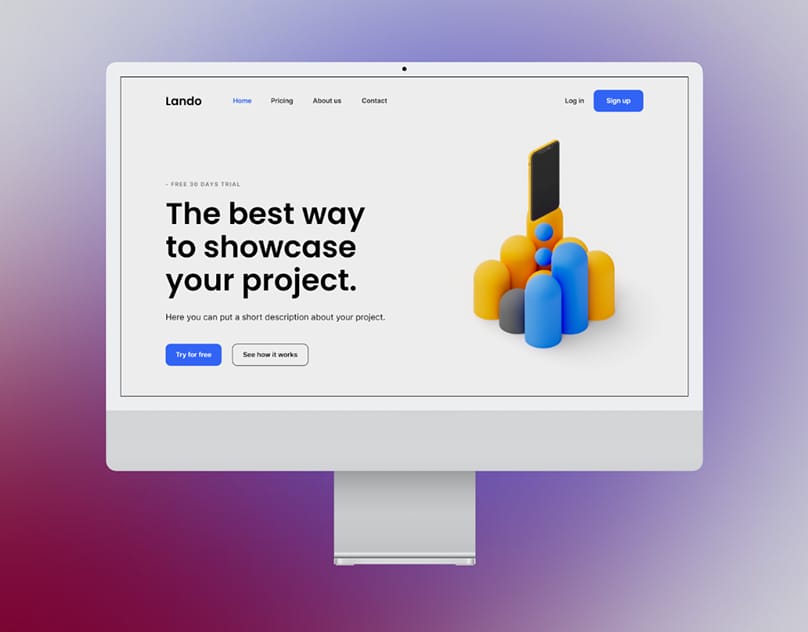 Lando
Home Pricing About us Contact
Log in Sign up
- FREE 30 DAYS TRIAL
The best way
to showcase
your project.
Here you can put a short description about your project.
Try for free See how it works